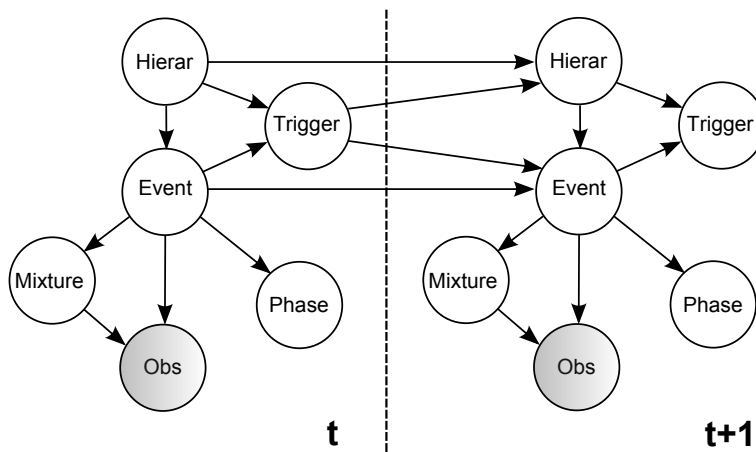 Hierar
Hierar
Trigger
Trigger
Event
Event
Mixture
Mixture
Phase
Phase
Obs
Obs
t
t+1